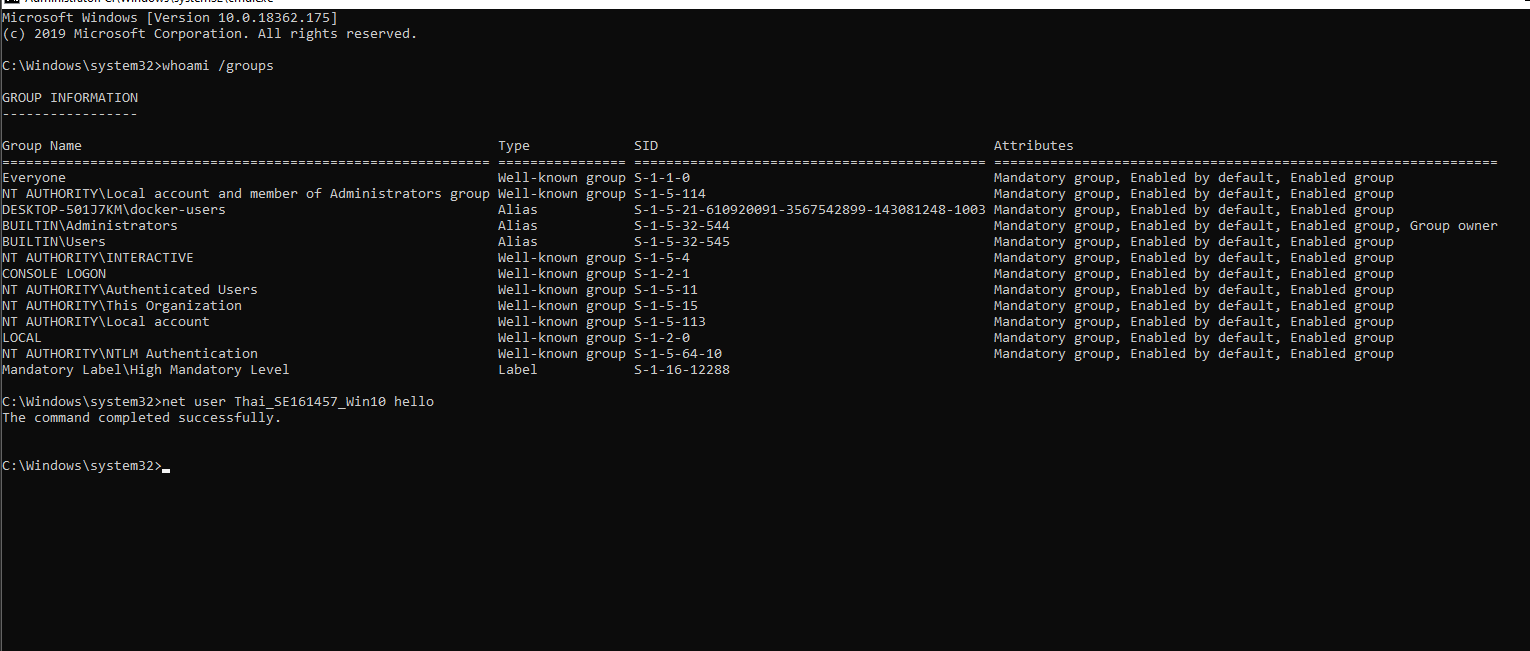 Microsoft Windows [Version 10.0.18362.175]
(c) 2019 Microsoft Corporation. All rights reserved.
C:\Windows\system32>whoami /groups
GROUP INFORMATION
-----------------
Group Name Type SID Attributes
============================================================= ================= ============================================ ===============================================================
Everyone Well-known group S-1-1-0 Mandatory group, Enabled by default, Enabled group
NT AUTHORITY\Local account and member of Administrators group Well-known group S-1-5-114 Mandatory group, Enabled by default, Enabled group
DESKTOP-501J7KM\docker-users Alias S-1-5-21-610920091-3567542899-143081248-1003 Mandatory group, Enabled by default, Enabled group
BUILTIN\Administrators Alias S-1-5-32-544 Mandatory group, Enabled by default, Enabled group, Group owner
BUILTIN\Users Alias S-1-5-32-545 Mandatory group, Enabled by default, Enabled group
NT AUTHORITY\INTERACTIVE Well-known group S-1-5-4 Mandatory group, Enabled by default, Enabled group
CONSOLE LOGON Well-known group S-1-2-1 Mandatory group, Enabled by default, Enabled group
NT AUTHORITY\Authenticated Users Well-known group S-1-5-11 Mandatory group, Enabled by default, Enabled group
NT AUTHORITY\This Organization Well-known group S-1-5-15 Mandatory group, Enabled by default, Enabled group
NT AUTHORITY\Local account Well-known group S-1-5-113 Mandatory group, Enabled by default, Enabled group
LOCAL Well-known group S-1-2-0 Mandatory group, Enabled by default, Enabled group
NT AUTHORITY\NTLM Authentication Well-known group S-1-5-64-10 Mandatory group, Enabled by default, Enabled group
Mandatory Label\High Mandatory Level Label S-1-16-12288
C:\Windows\system32>net user Thai_SE161457_Win10 hello
The command completed successfully.
C:\Windows\system32>